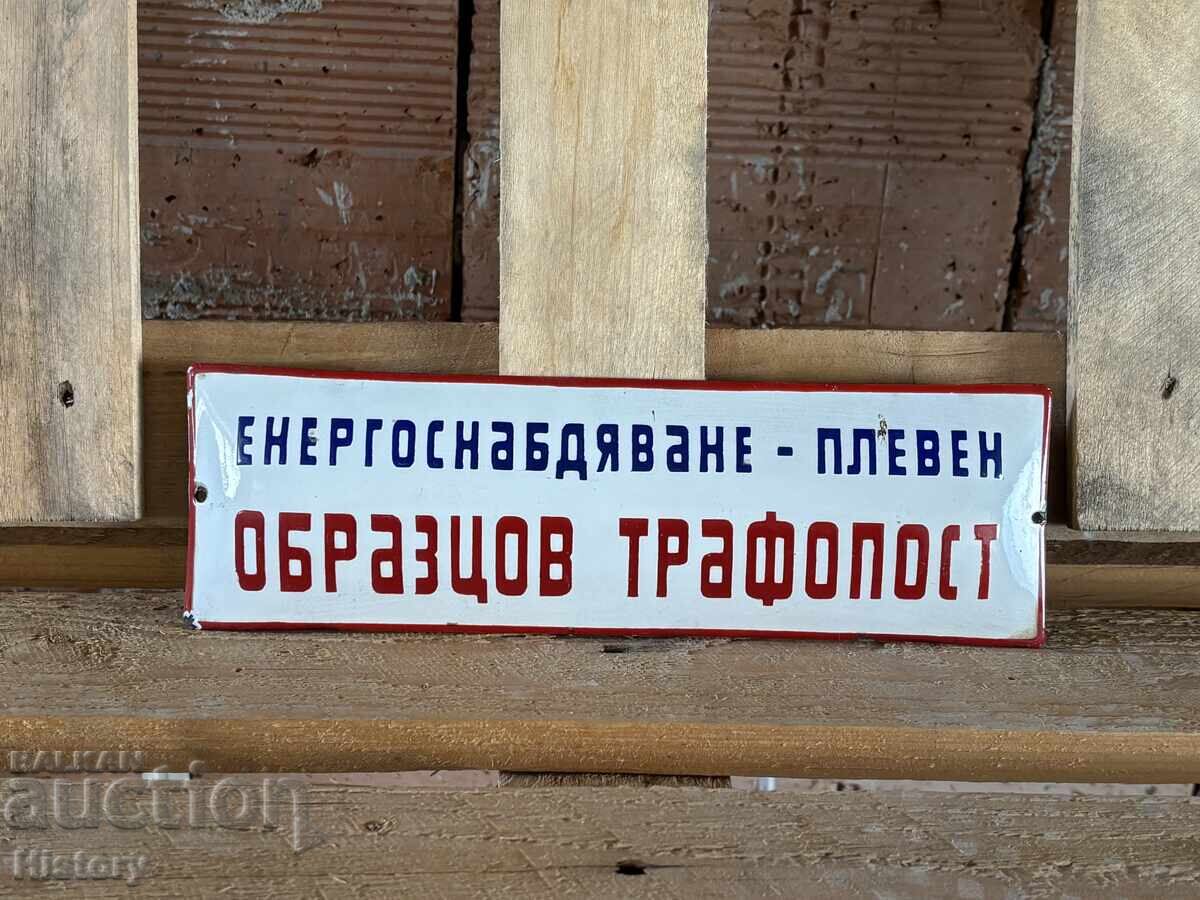 ЕНЕРГОСНАБДЯВАНЕ - ПЛЕВЕН
ОБРАЗЦОВ ТРАФОПОСТ
BALKAN
auction
History